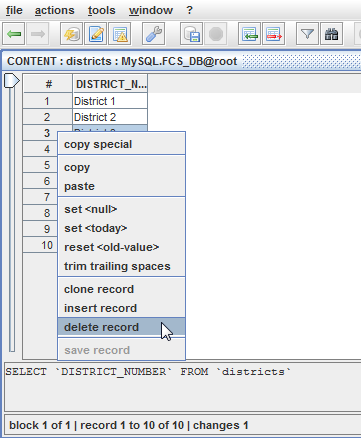 file actions tools window ?
CONTENT : districts : MySQL.FCS_DB@root
# DISTRICT_N...
1 District 1
2 District 2
3
4
5
6
7
8
9
10
copy special
copy
paste
set <null>
set <today>
reset <old-value>
trim trailing spaces
clone record
insert record
delete record
save record
SELECT `DISTRICT_NUMBER` FROM `districts`
block 1 of 1 | record 1 to 10 of 10 | changes 1